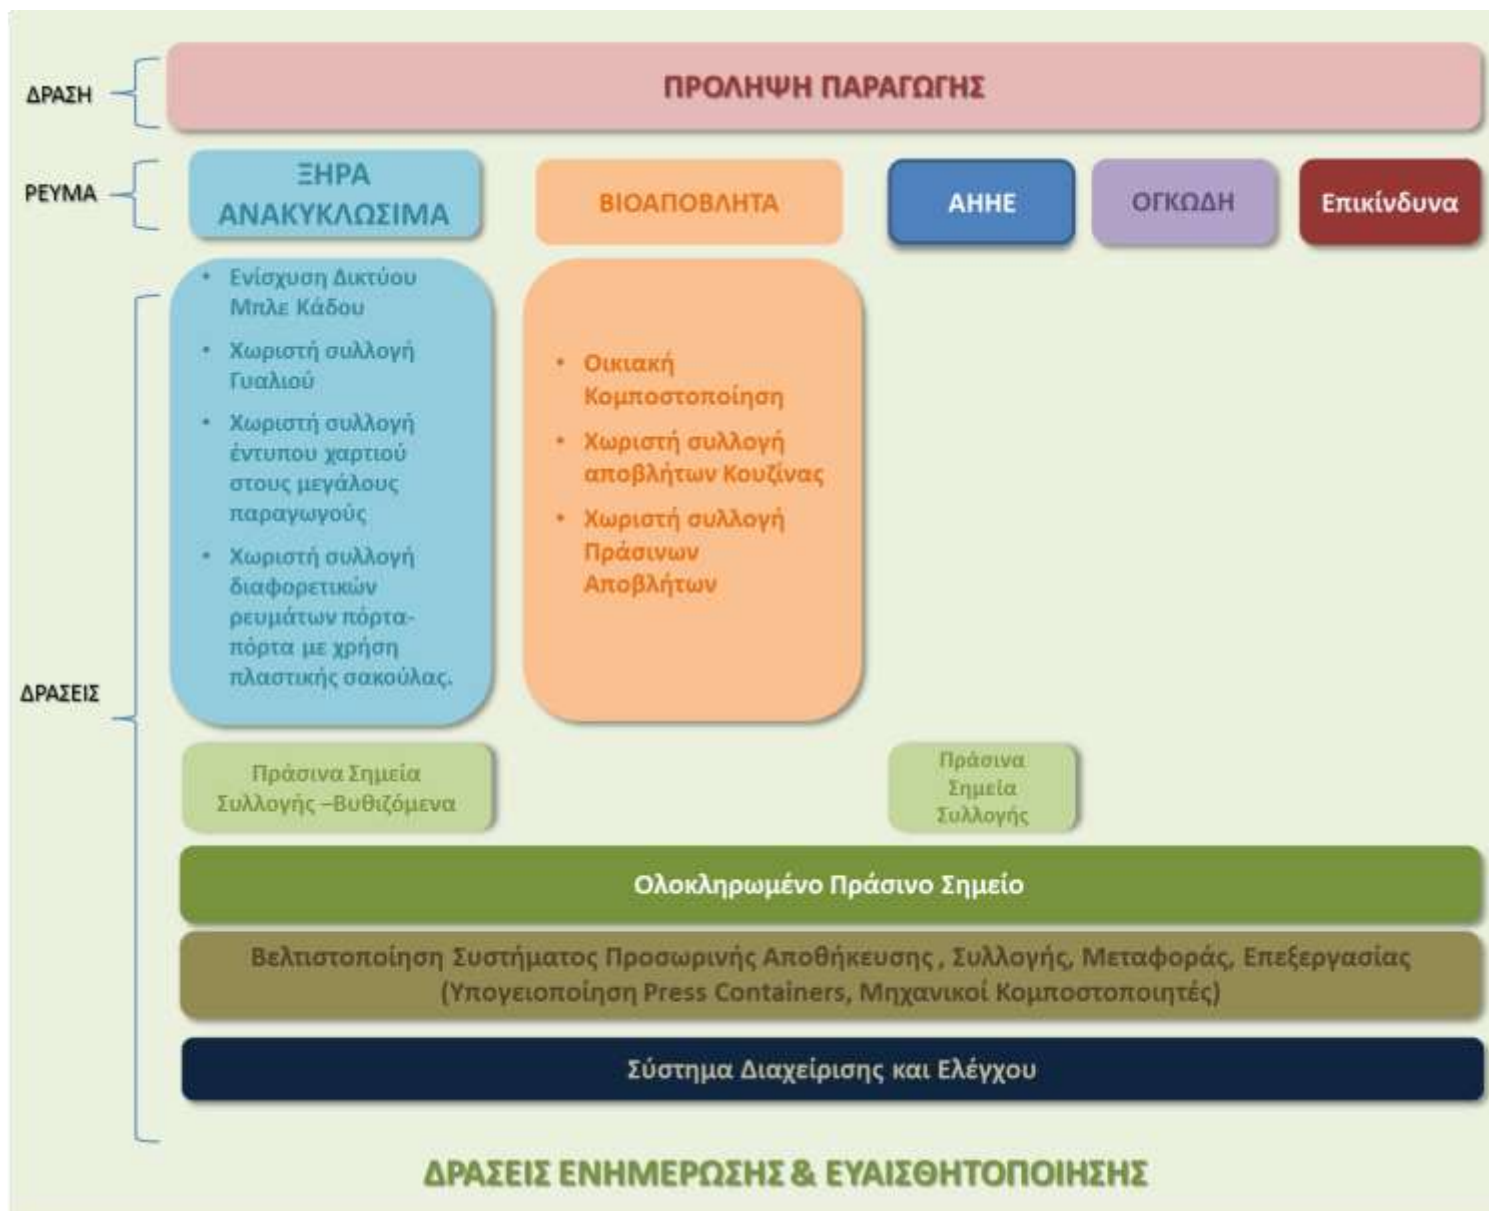 ΔΡΑΣΗ
ΠΡΟΛΗΨΗ ΠΑΡΑΓΩΓΗΣ
ΡΕΥΜΑ
ΞΗΡΑ
ΑΝΑΚΥΚΛΩΣΙΜΑ
ΒΙΟΑΠΟΒΛΗΤΑ
ΑΗΗΕ
ΟΓΚΩΔΗ
Επικίνδυνα
ΔΡΑΣΕΙΣ
• Ενίσχυση Δικτύου
Μπλε Κάδου
• Χωριστή συλλογή
Γυαλιού
• Χωριστή συλλογή
έντυπου χαρτιού
στους μεγάλους
παραγωγούς
• Χωριστή συλλογή
διαφορετικών
ρευμάτων πόρτα-
πόρτα με χρήση
πλαστικής σακούλας.
• Οικιακή
Κομποστοποίηση
• Χωριστή συλλογή
αποβλήτων Κουζίνας
• Χωριστή συλλογή
Πράσινων
Αποβλήτων
Πράσινα Σημεία
Συλλογής –Βυθιζόμενα
Πράσινα
Σημεία
Συλλογής
Ολοκληρωμένο Πράσινο Σημείο
Βελτιστοποίηση Συστήματος Προσωρινής Αποθήκευσης , Συλλογής, Μεταφοράς, Επεξεργασίας
(Υπογειοποίηση Press Containers, Μηχανικοί Κομποστοποιητές)
Σύστημα Διαχείρισης και Ελέγχου
ΔΡΑΣΕΙΣ ΕΝΗΜΕΡΩΣΗΣ & ΕΥΑΙΣΘΗΤΟΠΟΙΗΣΗΣ